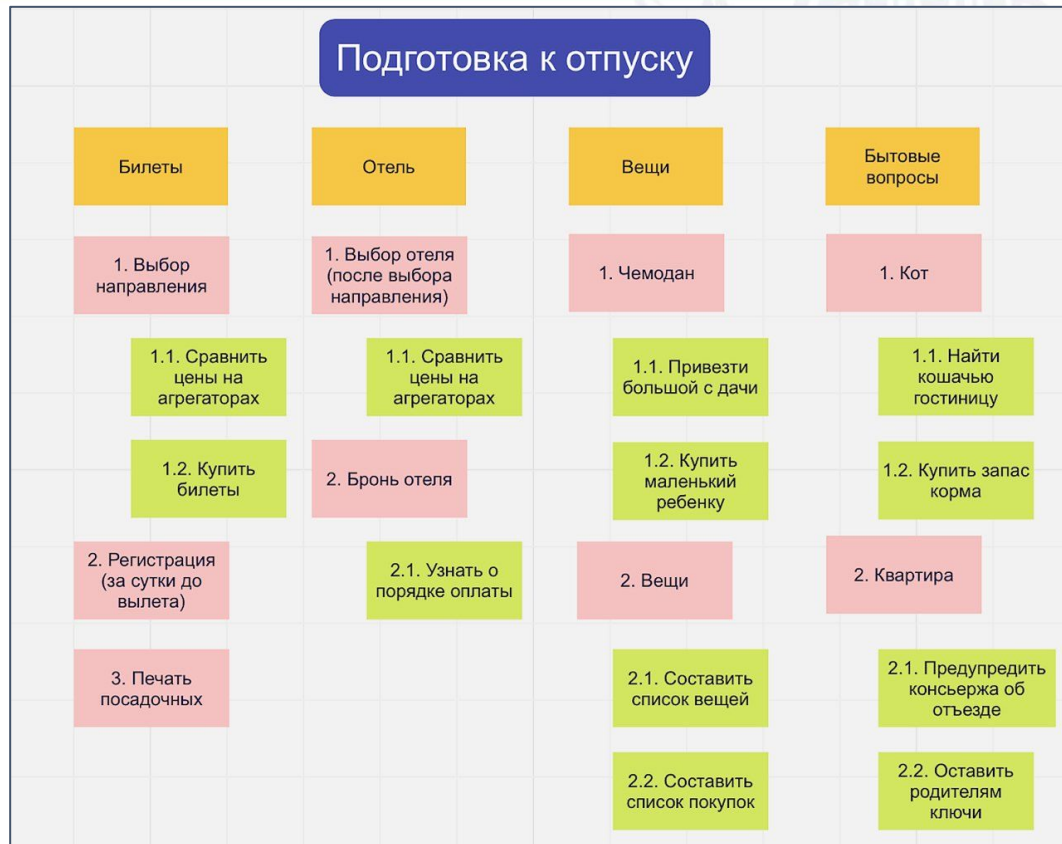 Подготовка к отпуску
Билеты
1. Выбор
направления
1.1. Сравнить
цены на
агрегаторах
1.2. Купить
билеты
2. Регистрация
(за сутки до
вылета)
3. Печать
посадочных
Отель
1. Выбор отеля
(после выбора
направления)
1.1. Сравнить
цены на
агрегаторах
2. Бронь отеля
2.1. Узнать о
порядке оплаты
Вещи
1. Чемодан
1.1. Привезти
большой с дачи
1.2. Купить
маленький
ребенку
2. Вещи
2.1. Составить
список вещей
2.2. Составить
список покупок
Бытовые
вопросы
1. Кот
1.1. Найти
кошачью
гостиницу
1.2. Купить запас
корма
2. Квартира
2.1. Предупредить
консьержа об
отъезде
2.2. Оставить
родителям
ключи